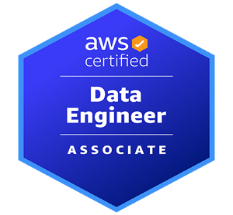 aws
certified
Data
Engineer
ASSOCIATE